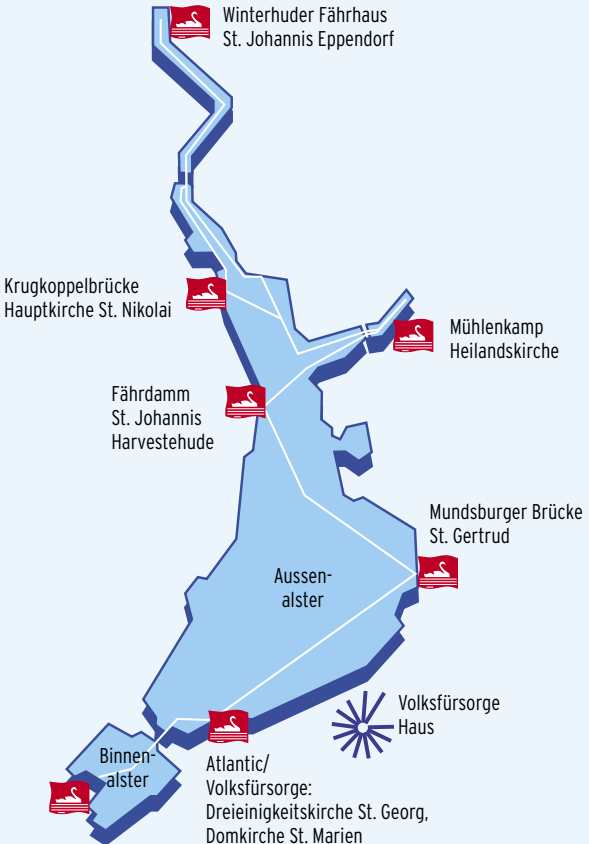 Winterhuder Fährhaus
St. Johannis Eppendorf
Krugkoppelbrücke
Hauptkirche St. Nikolai
Mühlenkamp
Heilandskirche
Fährdamm
St. Johannis
Harvestehude
Mundsburger Brücke
St. Gertrud
Aussen-
alster
Volksfürsorge
Haus
Binnen-
alster
Atlantic/
Volksfürsorge:
Dreieinigkeitskirche St. Georg,
Domkirche St. Marien